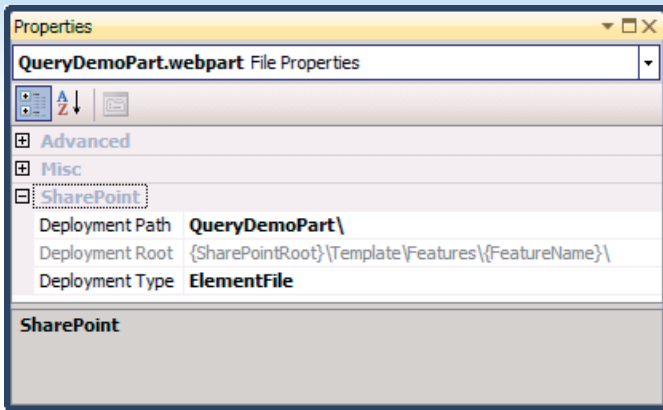 Properties
QueryDemoPart.webpart File Properties
A
Z
Advanced
Misc
SharePoint
Deployment Path QueryDemoPart\
Deployment Root {SharePointRoot}\Template\Features\{FeatureName}\
Deployment Type ElementFile
SharePoint